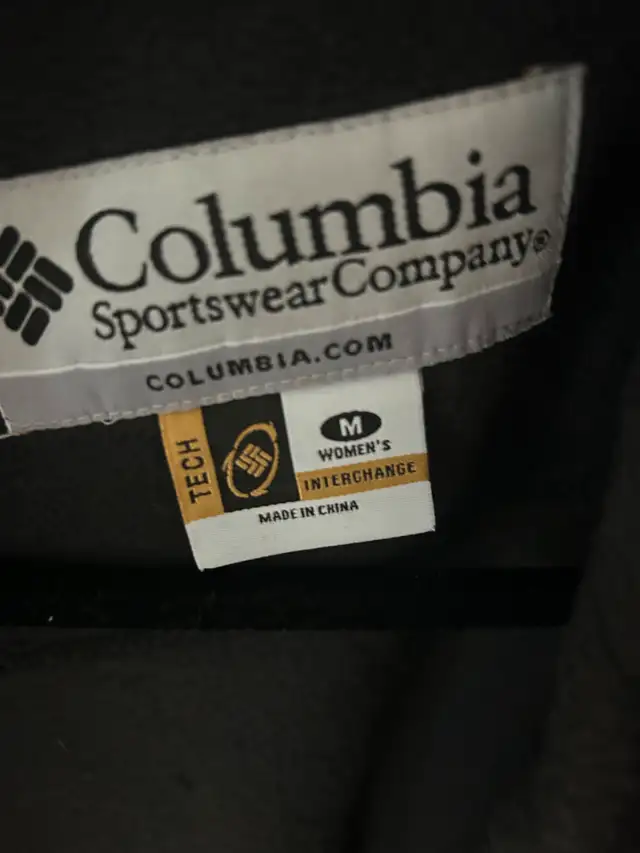 Columbia
Sportswear Company®
COLUMBIA.COM
TECH
M
WOMEN'S
INTERCHANGE
MADE IN CHINA